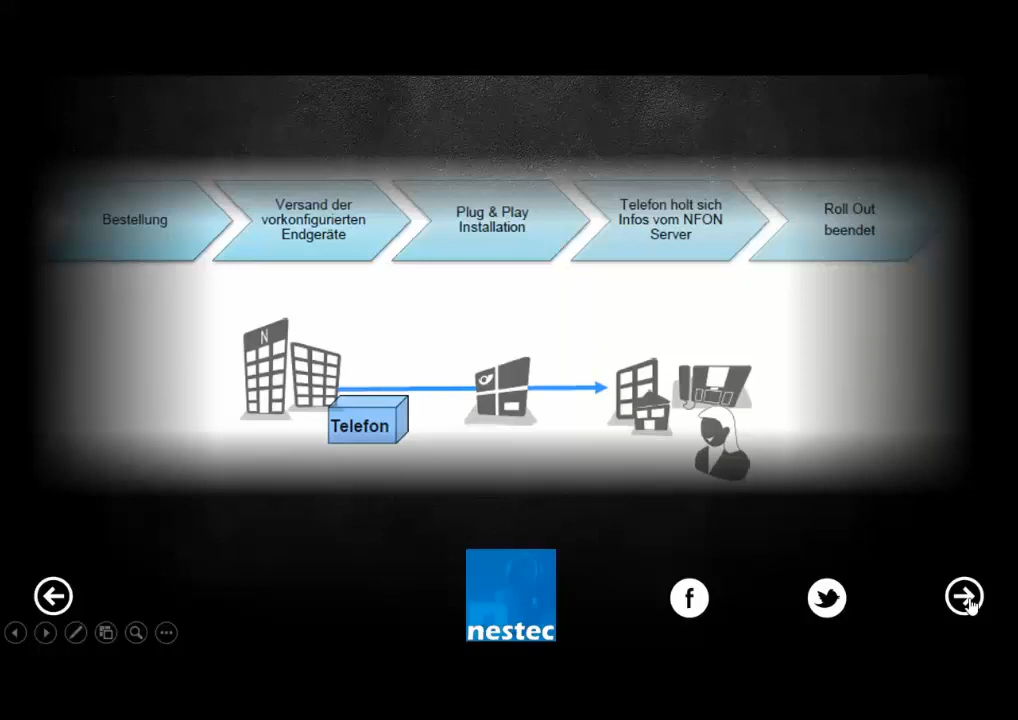 Bestellung
Versand der
vorkonfigurierten
Endgeräte
Plug & Play
Installation
Telefon holt sich
Infos vom NFON
Server
Roll Out
beendet
N
Telefon
nestec
f